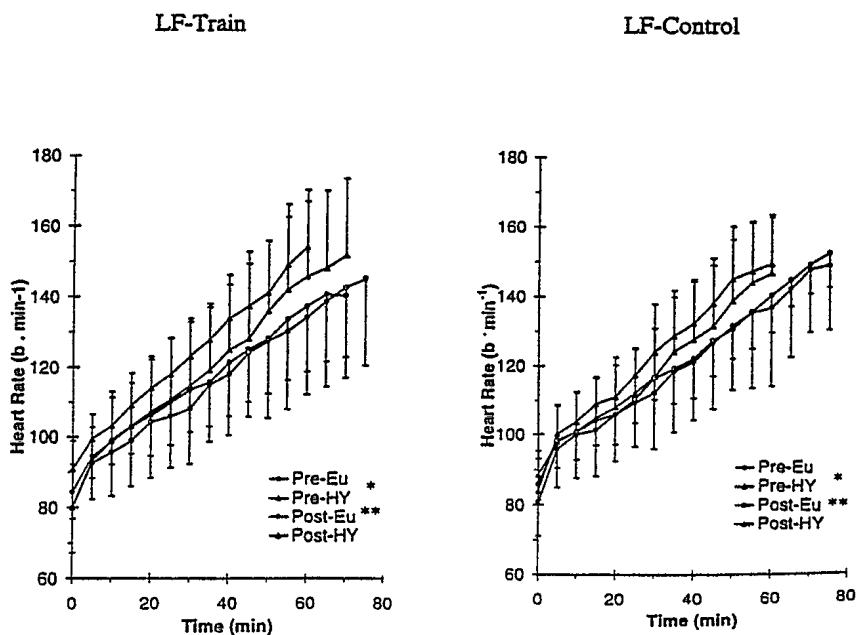 LF-Train
LF-Control
180
160
140
120
100
80
60
Heart Rate (b . min-1)
Pre-Eu
Pre-HY *
Post-Eu **
Post-HY
0
20
40
60
80
Time (min)
180
160
140
120
100
80
60
Heart Rate (b · min⁻¹)
Pre-Eu
Pre-HY *
Post-Eu **
Post-HY
0
20
40
60
80
Time (min)